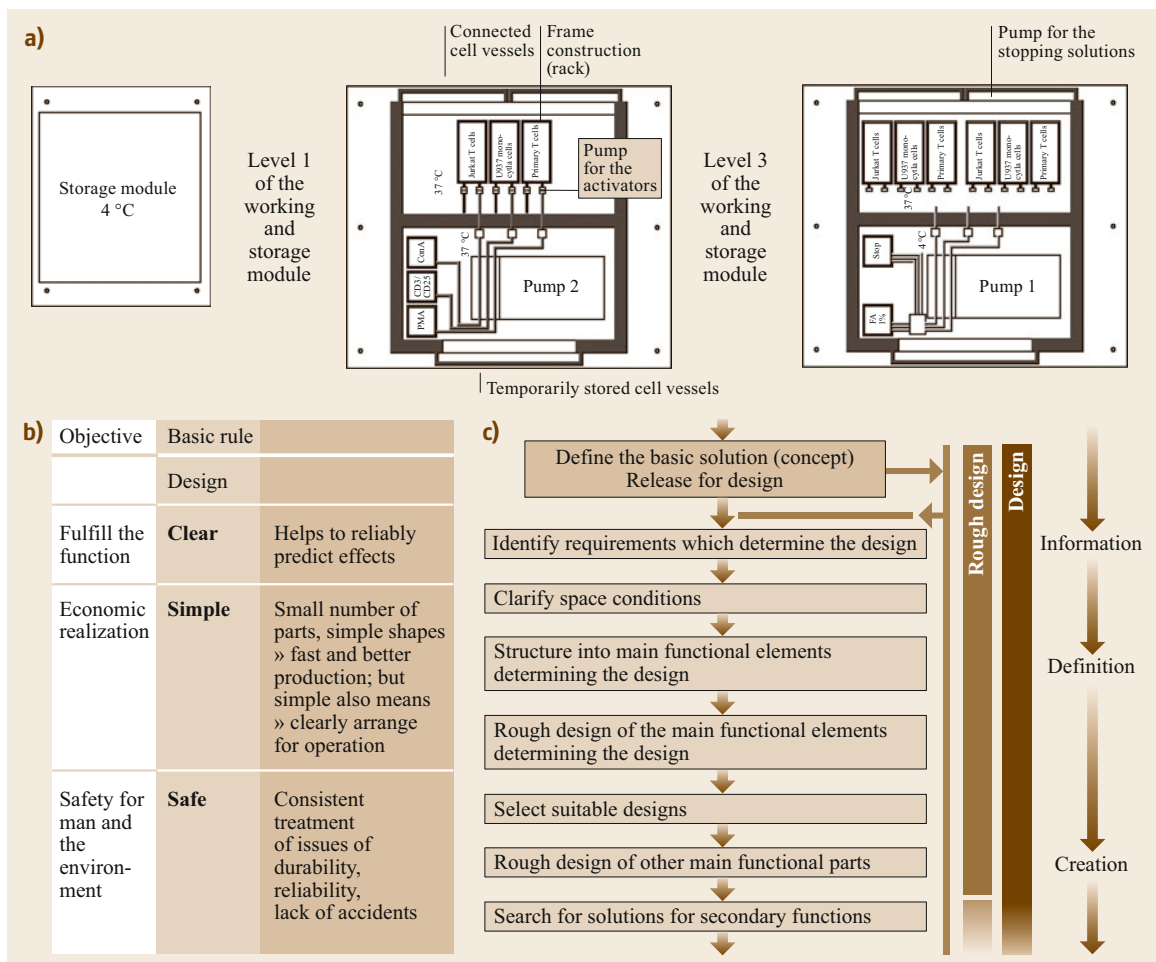 a)
Connected
cell vessels
Frame
construction
(rack)
Pump for the
stopping solutions
Storage module
4 °C
Level 1
of the
working
and
storage
module
Jurkat T cells
U937 mono-
cytla cells
Primary T cells
37 °C
Pump
for the
activators
37 °C
ConA
CD3/
CD25
PMA
Pump 2
Temporarily stored cell vessels
Level 3
of the
working
and
storage
module
Jurkat T cells
U937 mono-
cytla cells
Primary T cells
Jurkat T cells
U937 mono-
cytla cells
Primary T cells
37 °C
4 °C
Stop
FA
1%
Pump 1
b)
Objective
Basic rule
Design
Fulfill the
function
Clear
Helps to reliably
predict effects
Economic
realization
Simple
Small number of
parts, simple shapes
» fast and better
production; but
simple also means
» clearly arrange
for operation
Safety for
man and
the
environ-
ment
Safe
Consistent
treatment
of issues of
durability,
reliability,
lack of accidents
c)
Define the basic solution (concept)
Release for design
Identify requirements which determine the design
Clarify space conditions
Structure into main functional elements
determining the design
Rough design of the main functional elements
determining the design
Select suitable designs
Rough design of other main functional parts
Search for solutions for secondary functions
Rough design
Design
Information
Definition
Creation